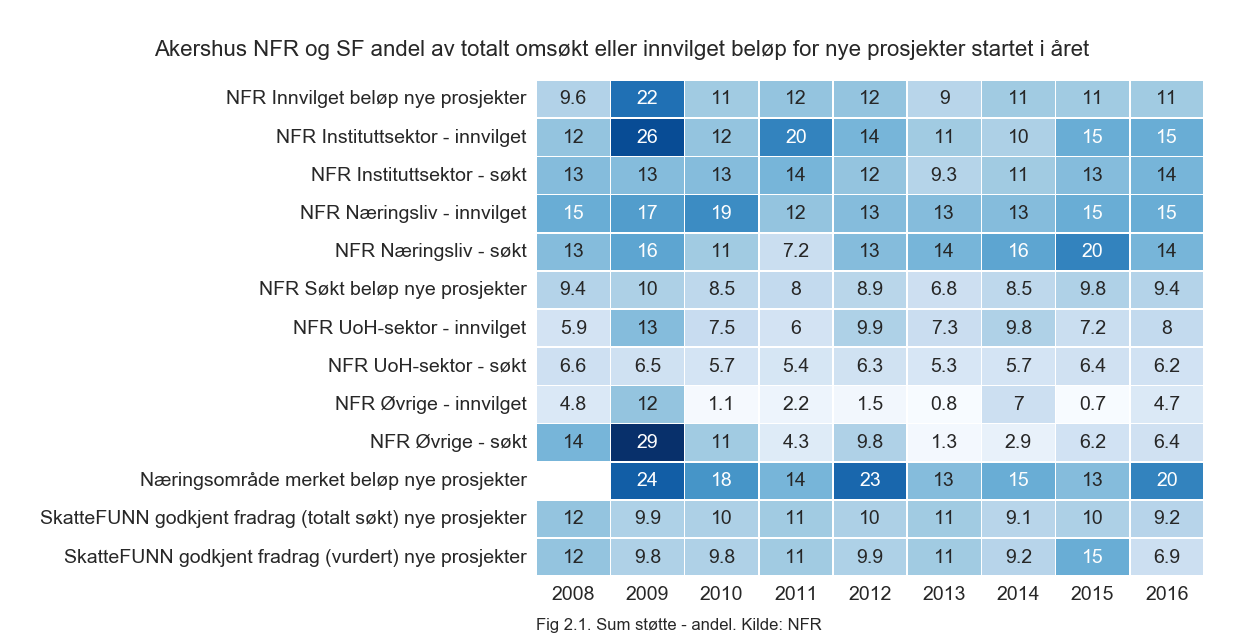 Akershus NFR og SF andel av totalt omsøkt eller innvilget beløp for nye prosjekter startet i året
NFR Innvilget beløp nye prosjekter 9.6 22 11 12 12 9 11 11 11
NFR Instituttsektor - innvilget 12 26 12 20 14 11 10 15 15
NFR Instituttsektor - søkt 13 13 13 14 12 9.3 11 13 14
NFR Næringsliv - innvilget 15 17 19 12 13 13 13 15 15
NFR Næringsliv - søkt 13 16 11 7.2 13 14 16 20 14
NFR Søkt beløp nye prosjekter 9.4 10 8.5 8 8.9 6.8 8.5 9.8 9.4
NFR UoH-sektor - innvilget 5.9 13 7.5 6 9.9 7.3 9.8 7.2 8
NFR UoH-sektor - søkt 6.6 6.5 5.7 5.4 6.3 5.3 5.7 6.4 6.2
NFR Øvrige - innvilget 4.8 12 1.1 2.2 1.5 0.8 7 0.7 4.7
NFR Øvrige - søkt 14 29 11 4.3 9.8 1.3 2.9 6.2 6.4
Næringsområde merket beløp nye prosjekter 24 18 14 23 13 15 13 20
SkatteFUNN godkjent fradrag (totalt søkt) nye prosjekter 12 9.9 10 11 10 11 9.1 10 9.2
SkatteFUNN godkjent fradrag (vurdert) nye prosjekter 12 9.8 9.8 11 9.9 11 9.2 15 6.9
2008 2009 2010 2011 2012 2013 2014 2015 2016
Fig 2.1. Sum støtte - andel. Kilde: NFR